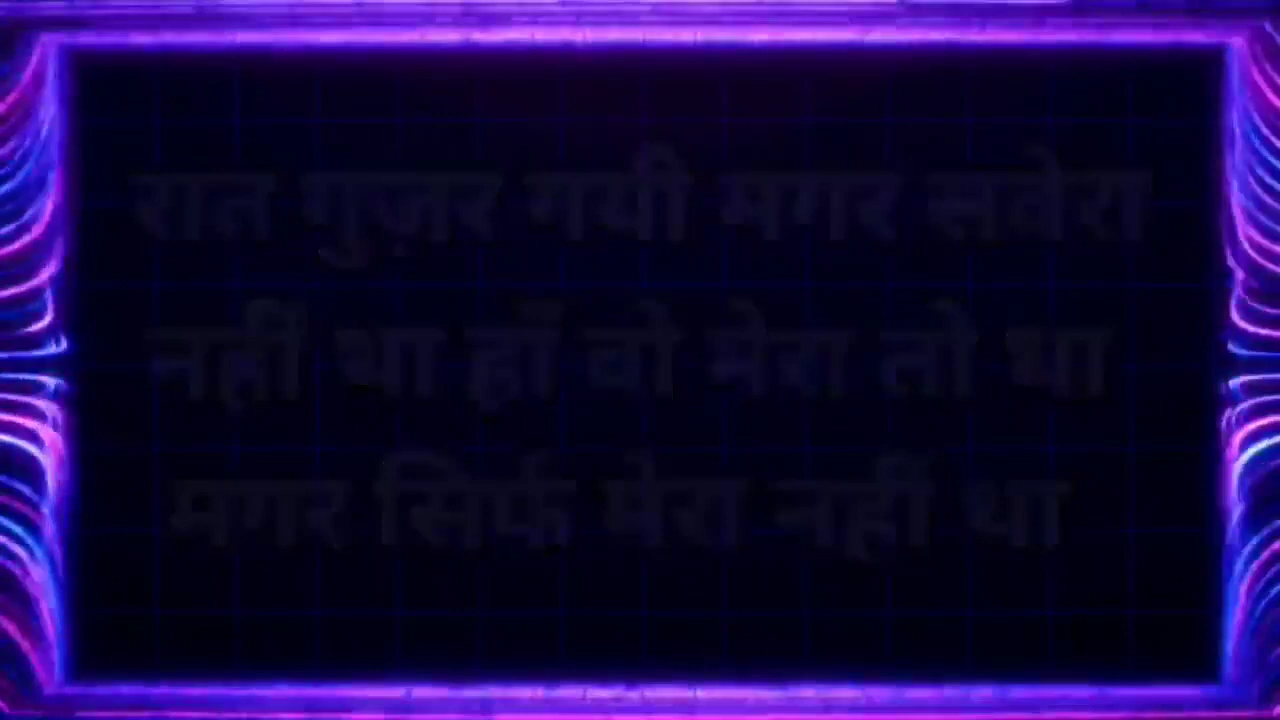 रात गुज़र गयी मगर सवेरा
नहीं था हाँ वो मेरा तो था
मगर सिर्फ मेरा नहीं था